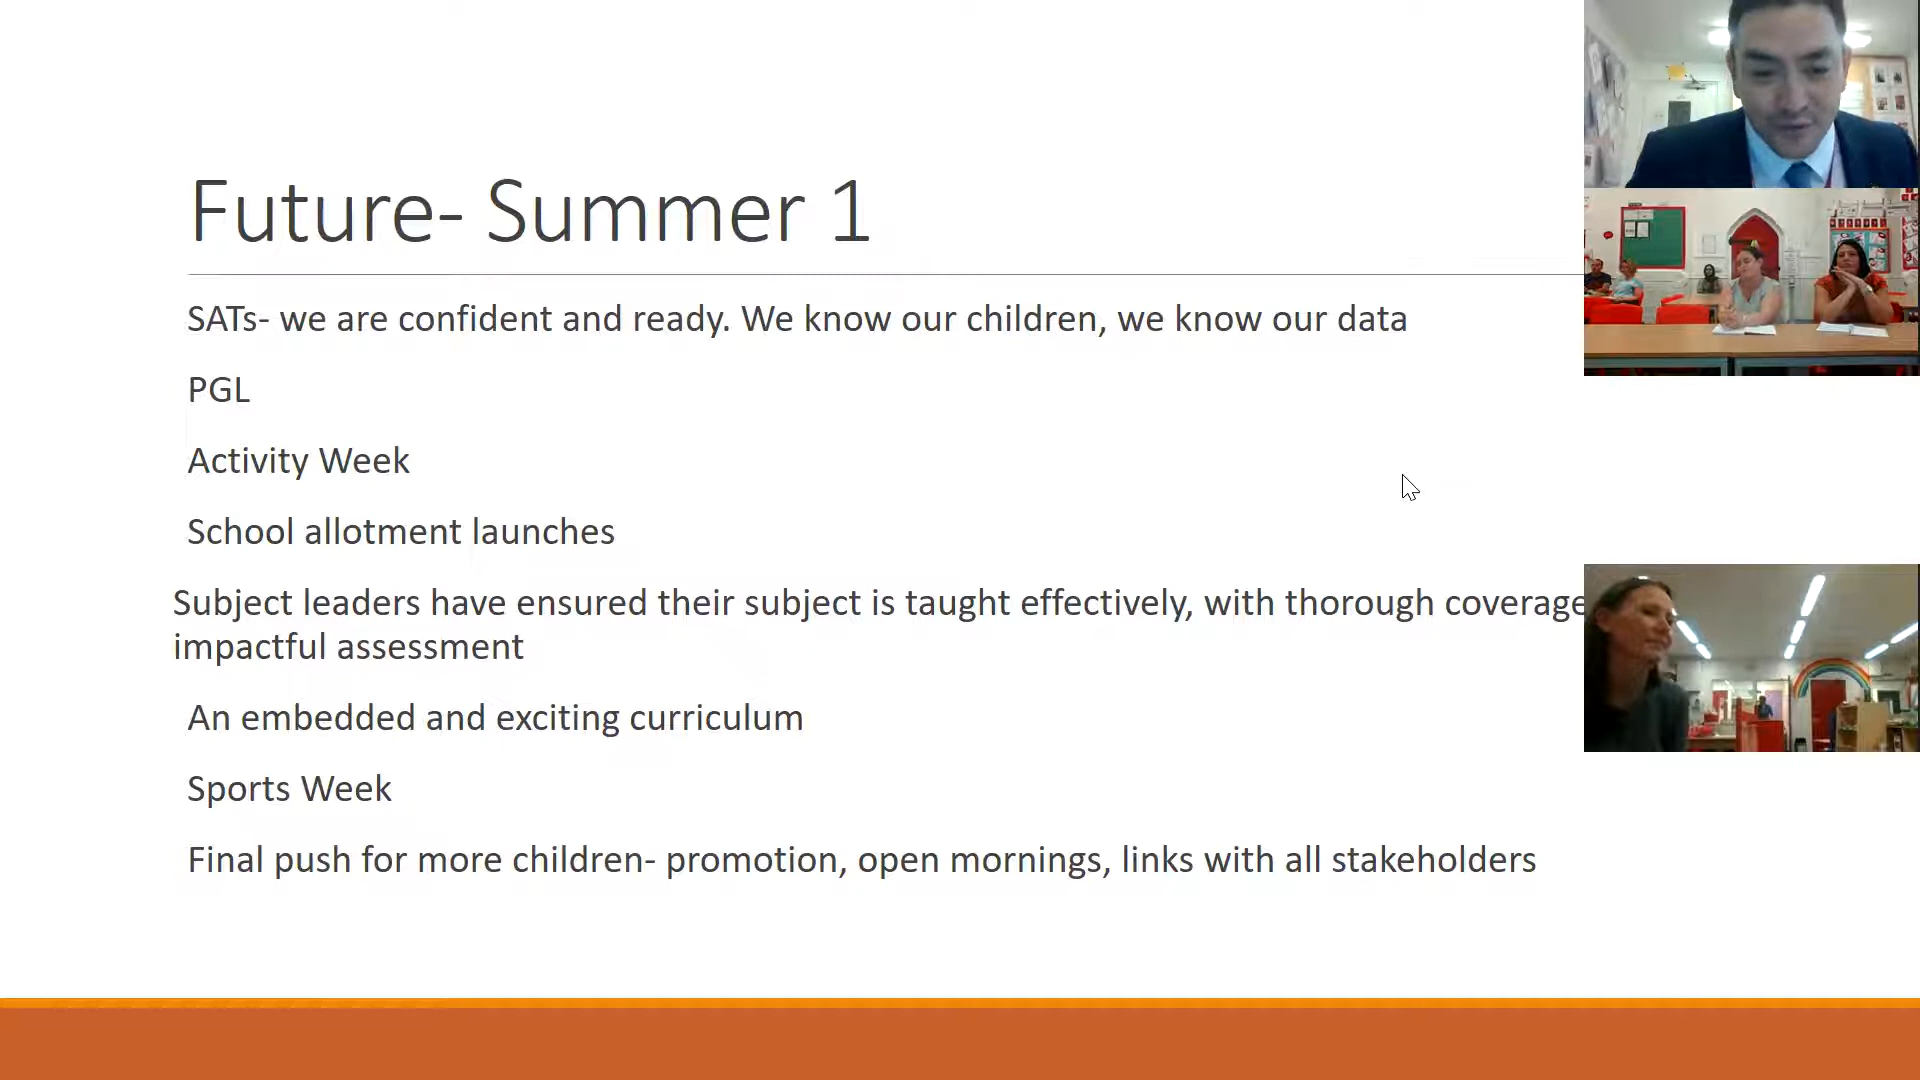 Future- Summer 1
SATs- we are confident and ready. We know our children, we know our data
PGL
Activity Week
School allotment launches
Subject leaders have ensured their subject is taught effectively, with thorough coverage
impactful assessment
An embedded and exciting curriculum
Sports Week
Final push for more children- promotion, open mornings, links with all stakeholders